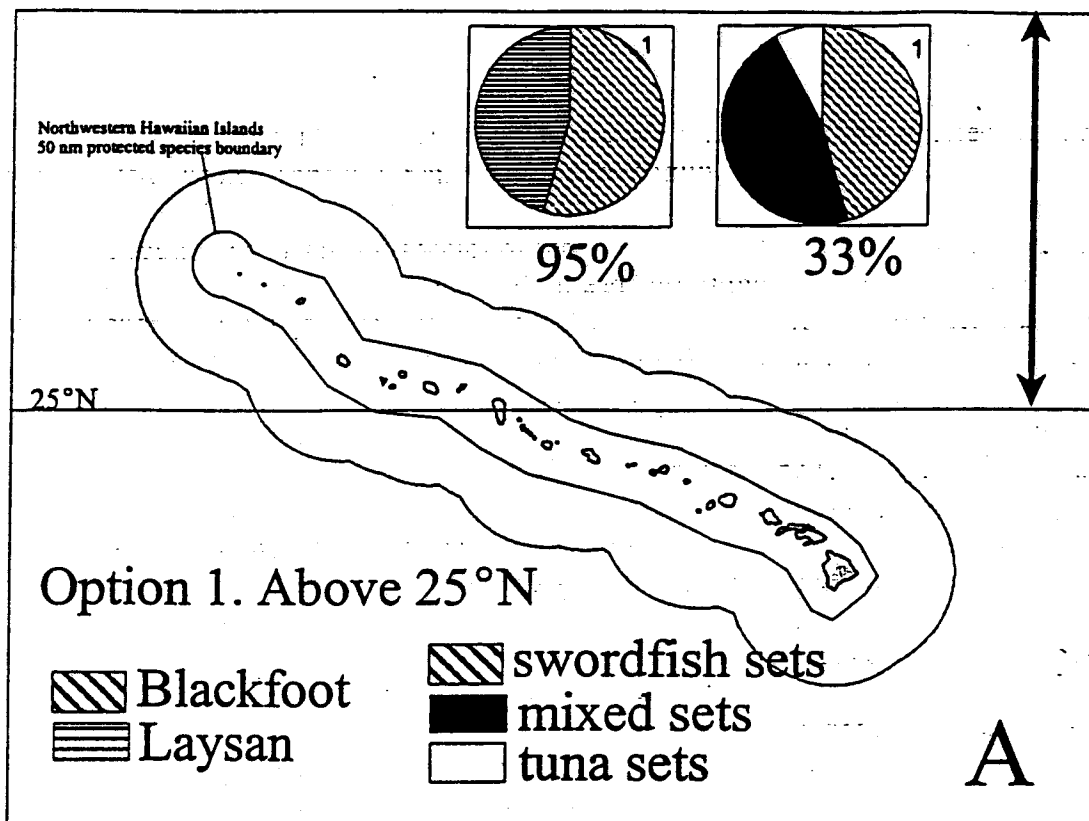 1
1
Northwestern Hawaiian Islands
50 nm protected species boundary
95%
33%
25°N
Option 1. Above 25°N
Blackfoot
Laysan
swordfish sets
mixed sets
tuna sets
A